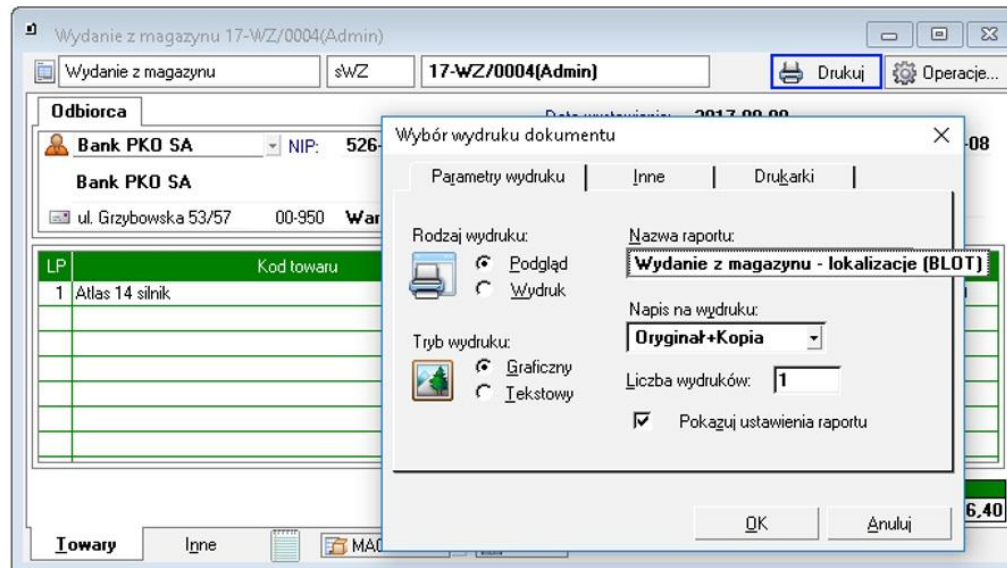 Wydanie z magazynu 17-WZ/0004(Admin)
Wydanie z magazynu sWZ 17-WZ/0004(Admin) Drukuj Operacje...
Odbiorca
Bank PKO SA NIP: 526-
Bank PKO SA
ul. Grzybowska 53/57 00-950
LP Kod towaru
1 Atlas 14 silnik
Wybór wydruku dokumentu
Parametry wydruku Inne Drukarki
Rodzaj wydruku:
Podgląd
Wydruk
Tryb wydruku:
Graficzny
Tekstowy
Nazwa raportu:
Wydanie z magazynu - lokalizacje (BLOT)
Napis na wydruku:
Oryginał+Kopia
Liczba wydruków: 1
Pokazuj ustawienia raportu
OK Anuluj
-08
6,40
Towary Inne